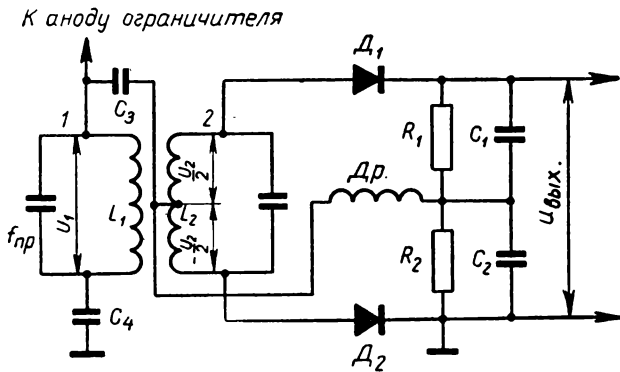 К аноду ограничителя
Д₁
C₃
1
2
R₁
C₁
U₂/2
Др.
U₁
L₁
L₂
fпр
Uвых.
-U₂/2
R₂
C₂
C₄
Д₂